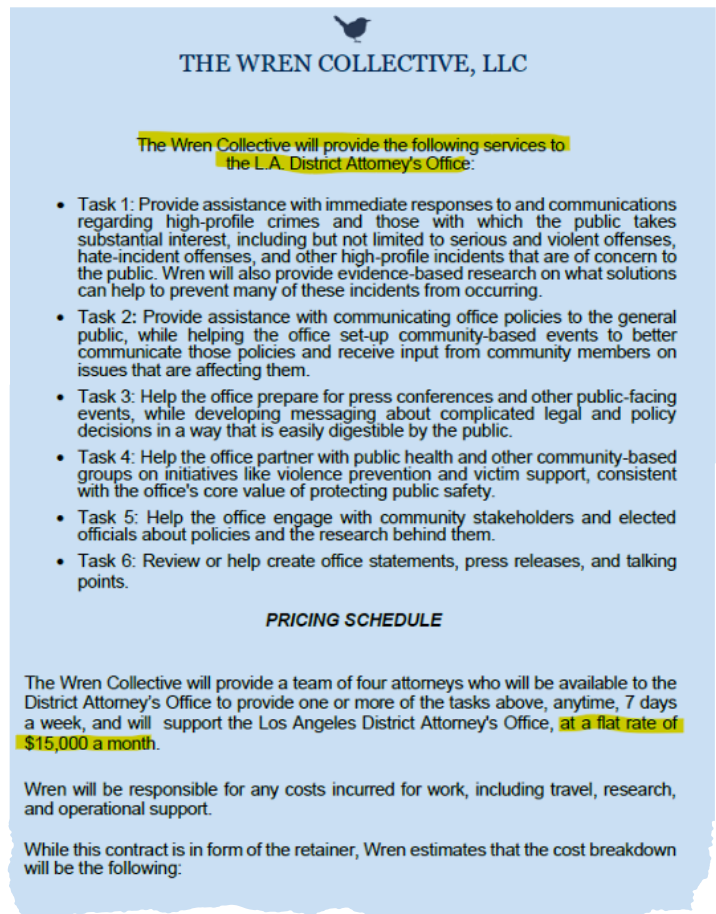 THE WREN COLLECTIVE, LLC
The Wren Collective will provide the following services to
the L.A. District Attorney's Office:
• Task 1: Provide assistance with immediate responses to and communications
regarding high-profile crimes and those with which the public takes
substantial interest, including but not limited to serious and violent offenses,
hate-incident offenses, and other high-profile incidents that are of concern to
the public. Wren will also provide evidence-based research on what solutions
can help to prevent many of these incidents from occurring.
• Task 2: Provide assistance with communicating office policies to the general
public, while helping the office set-up community-based events to better
communicate those policies and receive input from community members on
issues that are affecting them.
• Task 3: Help the office prepare for press conferences and other public-facing
events, while developing messaging about complicated legal and policy
decisions in a way that is easily digestible by the public.
• Task 4: Help the office partner with public health and other community-based
groups on initiatives like violence prevention and victim support, consistent
with the office's core value of protecting public safety.
• Task 5: Help the office engage with community stakeholders and elected
officials about policies and the research behind them.
• Task 6: Review or help create office statements, press releases, and talking
points.
PRICING SCHEDULE
The Wren Collective will provide a team of four attorneys who will be available to the
District Attorney's Office to provide one or more of the tasks above, anytime, 7 days
a week, and will support the Los Angeles District Attorney's Office, at a flat rate of
$15,000 a month.
Wren will be responsible for any costs incurred for work, including travel, research,
and operational support.
While this contract is in form of the retainer, Wren estimates that the cost breakdown
will be the following: